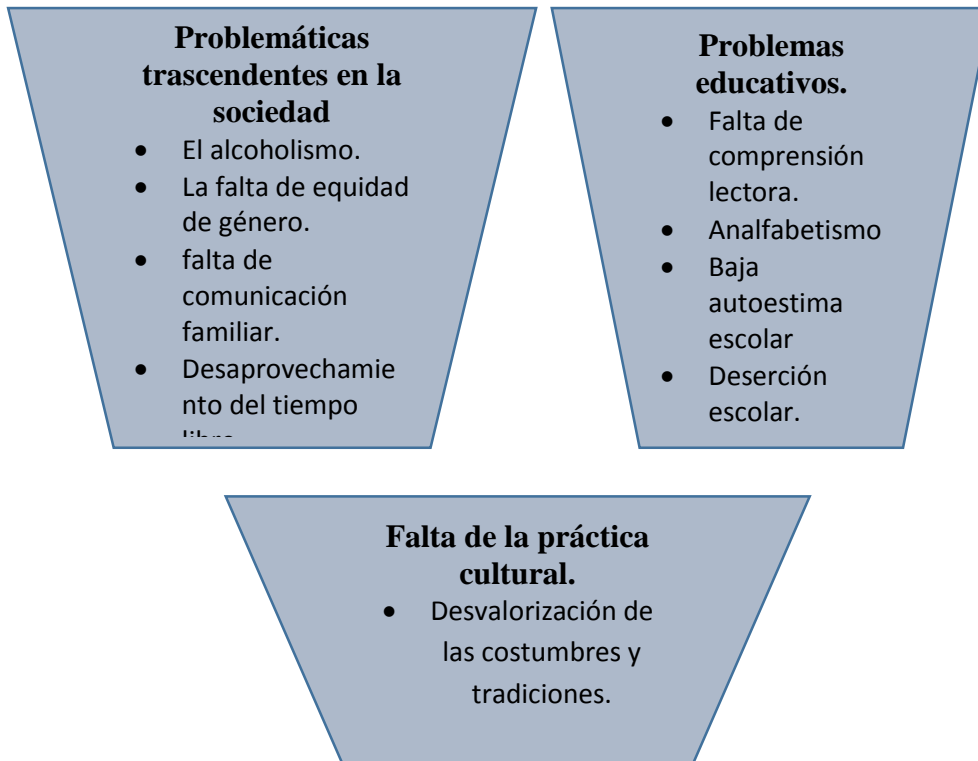 Problemáticas
trascendentes en la
sociedad
• El alcoholismo.
• La falta de equidad
de género.
• falta de
comunicación
familiar.
• Desaprovechamie
nto del tiempo
Problemas
educativos.
• Falta de
comprensión
lectora.
• Analfabetismo
• Baja
autoestima
escolar
• Deserción
escolar.
Falta de la práctica
cultural.
• Desvalorización de
las costumbres y
tradiciones.